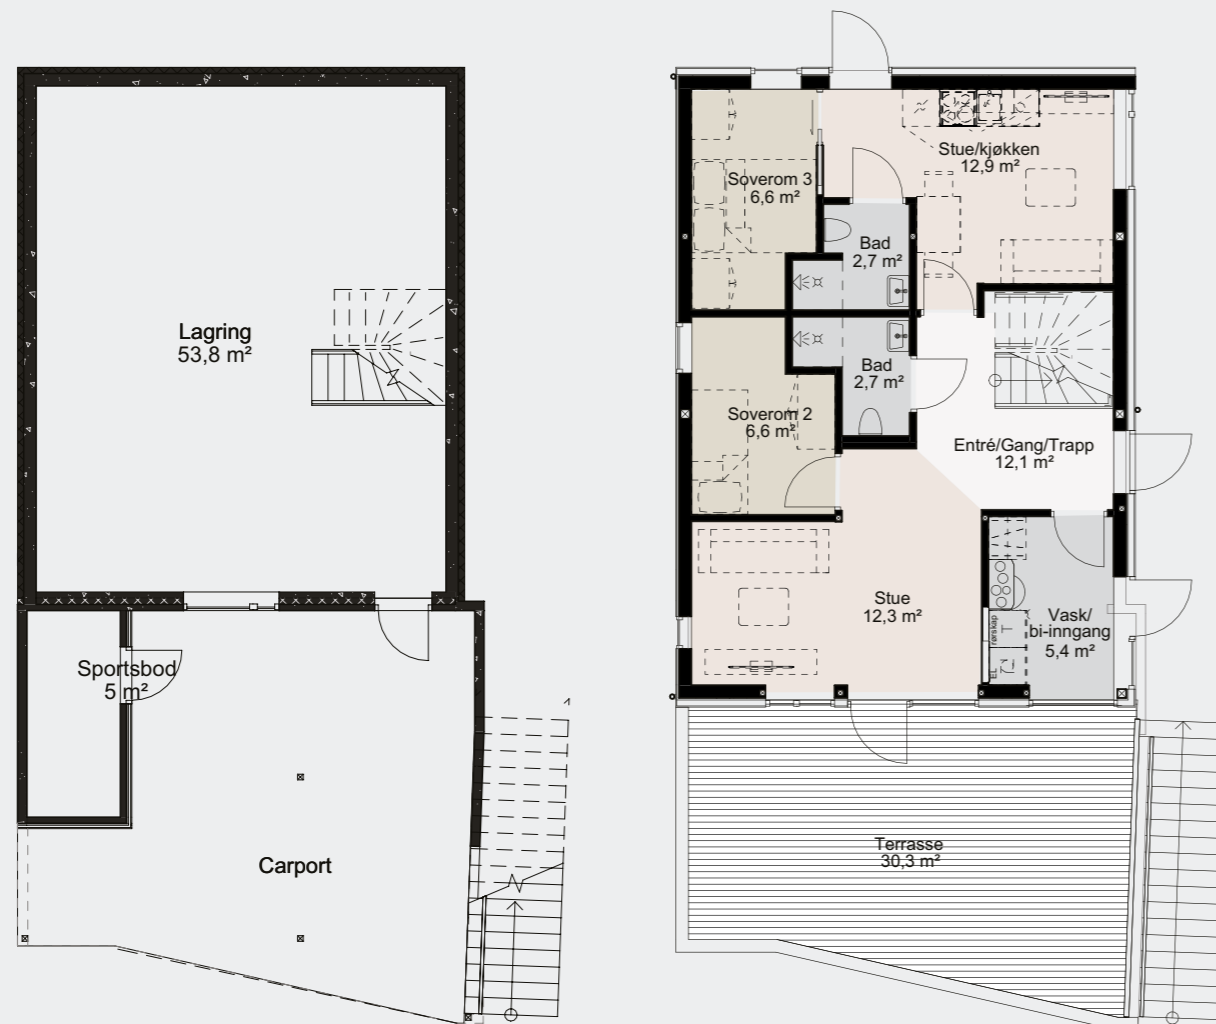 Lagring
53,8 m²
Sportsbod
5 m²
Carport
Stue/kjøkken
12,9 m²
Soverom 3
6,6 m²
Bad
2,7 m²
Bad
2,7 m²
Soverom 2
6,6 m²
Entré/Gang/Trapp
12,1 m²
Stue
12,3 m²
rørskap
EL
Vask/
bi-inngang
5,4 m²
Terrasse
30,3 m²